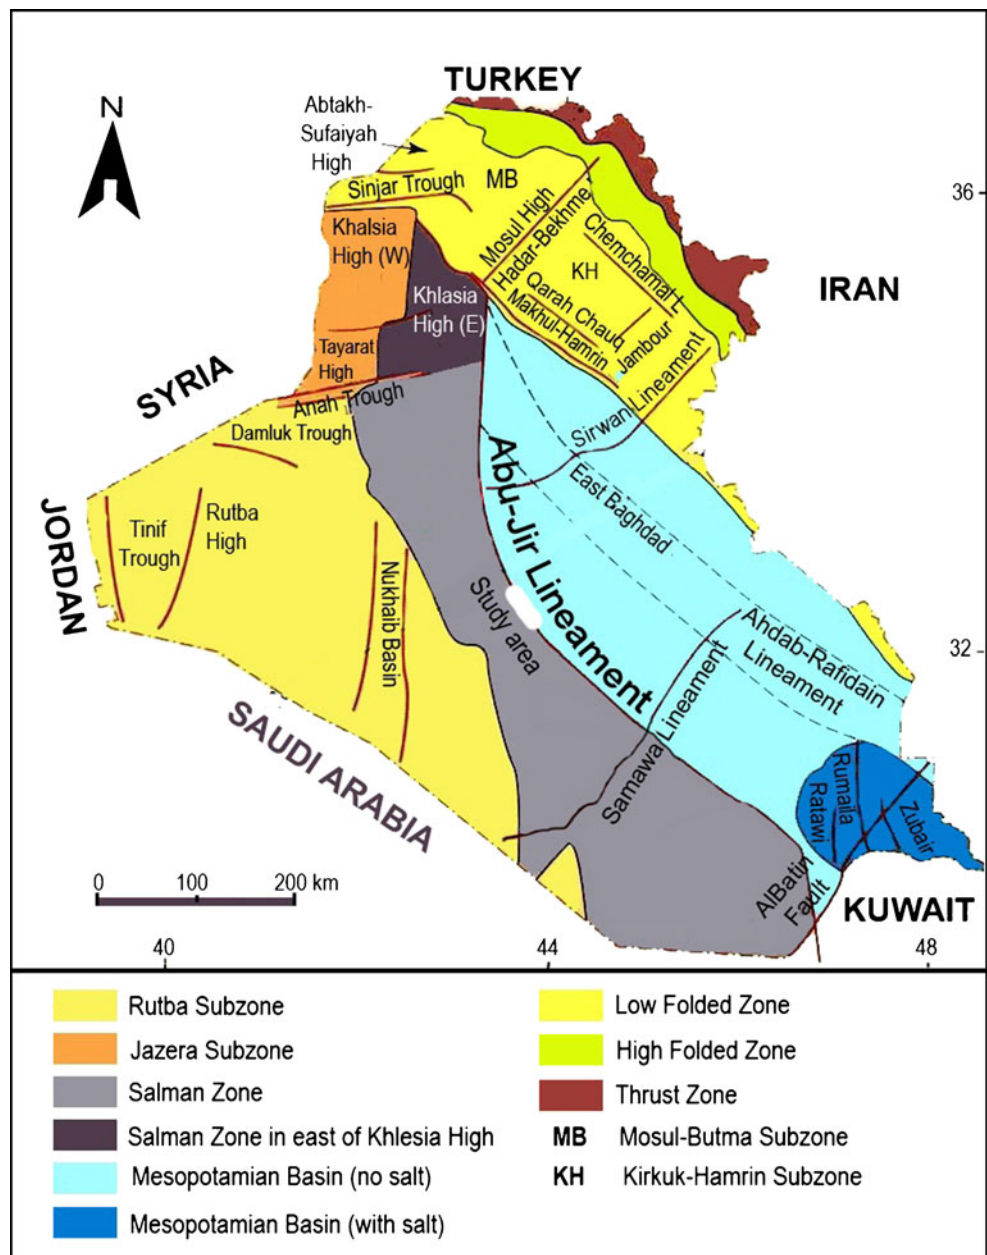 TURKEY
N
Abtakh-
Sufaiyah
High
36
Sinjar Trough
MB
Khalsia
High (W)
Mosul High
Hadar-Bekhme
Chemchamal L.
KH
IRAN
Khlasia
High (E)
Qarah Chauq
Makhul-Hamrin
Jambour
Tayarat
High
SYRIA
Anah Trough
Sirwan Lineament
Damluk Trough
Abu-Jir Lineament
East Baghdad
JORDAN
Tinif
Trough
Rutba
High
Nukhaib Basin
Study area
32
Ahdab-Rafidain
Lineament
SAUDI ARABIA
Samawa Lineament
Rumaila
Ratawi
Zubair
0 100 200 km
AlBatin
Fault
KUWAIT
40 44 48
Rutba Subzone
Jazera Subzone
Salman Zone
Salman Zone in east of Khlesia High
Mesopotamian Basin (no salt)
Mesopotamian Basin (with salt)
Low Folded Zone
High Folded Zone
Thrust Zone
MB Mosul-Butma Subzone
KH Kirkuk-Hamrin Subzone